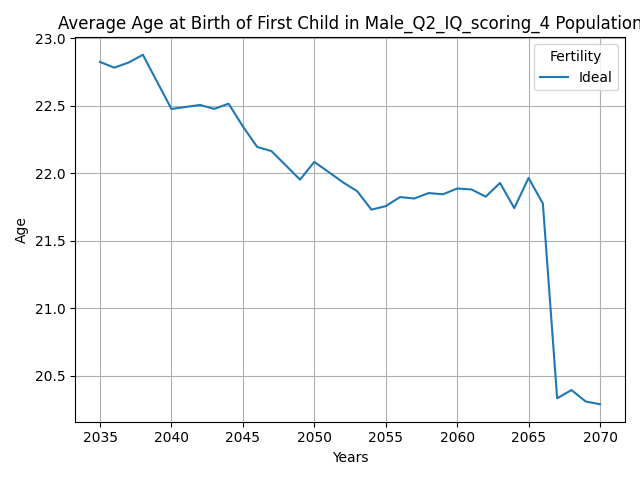 Average Age at Birth of First Child in Male_Q2_IQ_scoring_4 Population
Fertility
Ideal
23.0
22.5
22.0
21.5
21.0
20.5
Age
2035 2040 2045 2050 2055 2060 2065 2070
Years